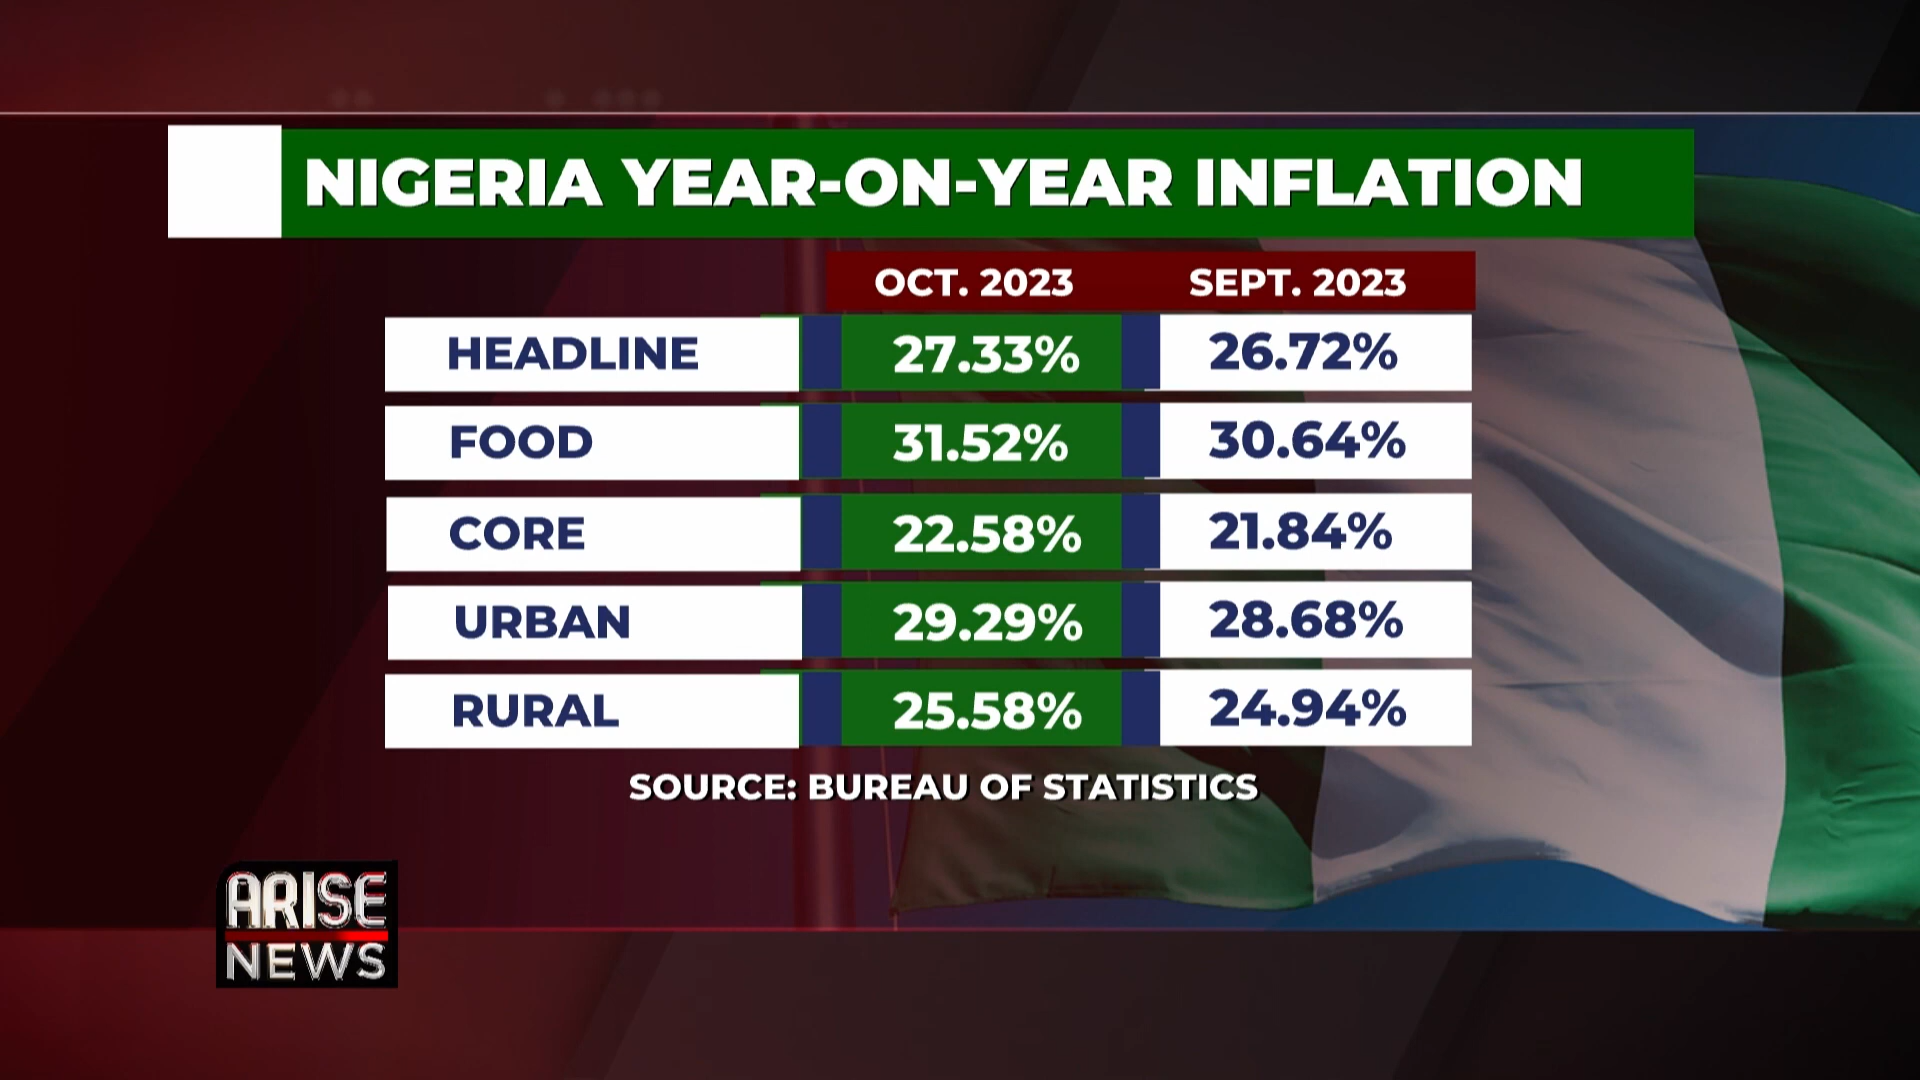 NIGERIA YEAR-ON-YEAR INFLATION
OCT. 2023 SEPT. 2023
HEADLINE 27.33% 26.72%
FOOD 31.52% 30.64%
CORE 22.58% 21.84%
URBAN 29.29% 28.68%
RURAL 25.58% 24.94%
SOURCE: BUREAU OF STATISTICS
ARISE
NEWS